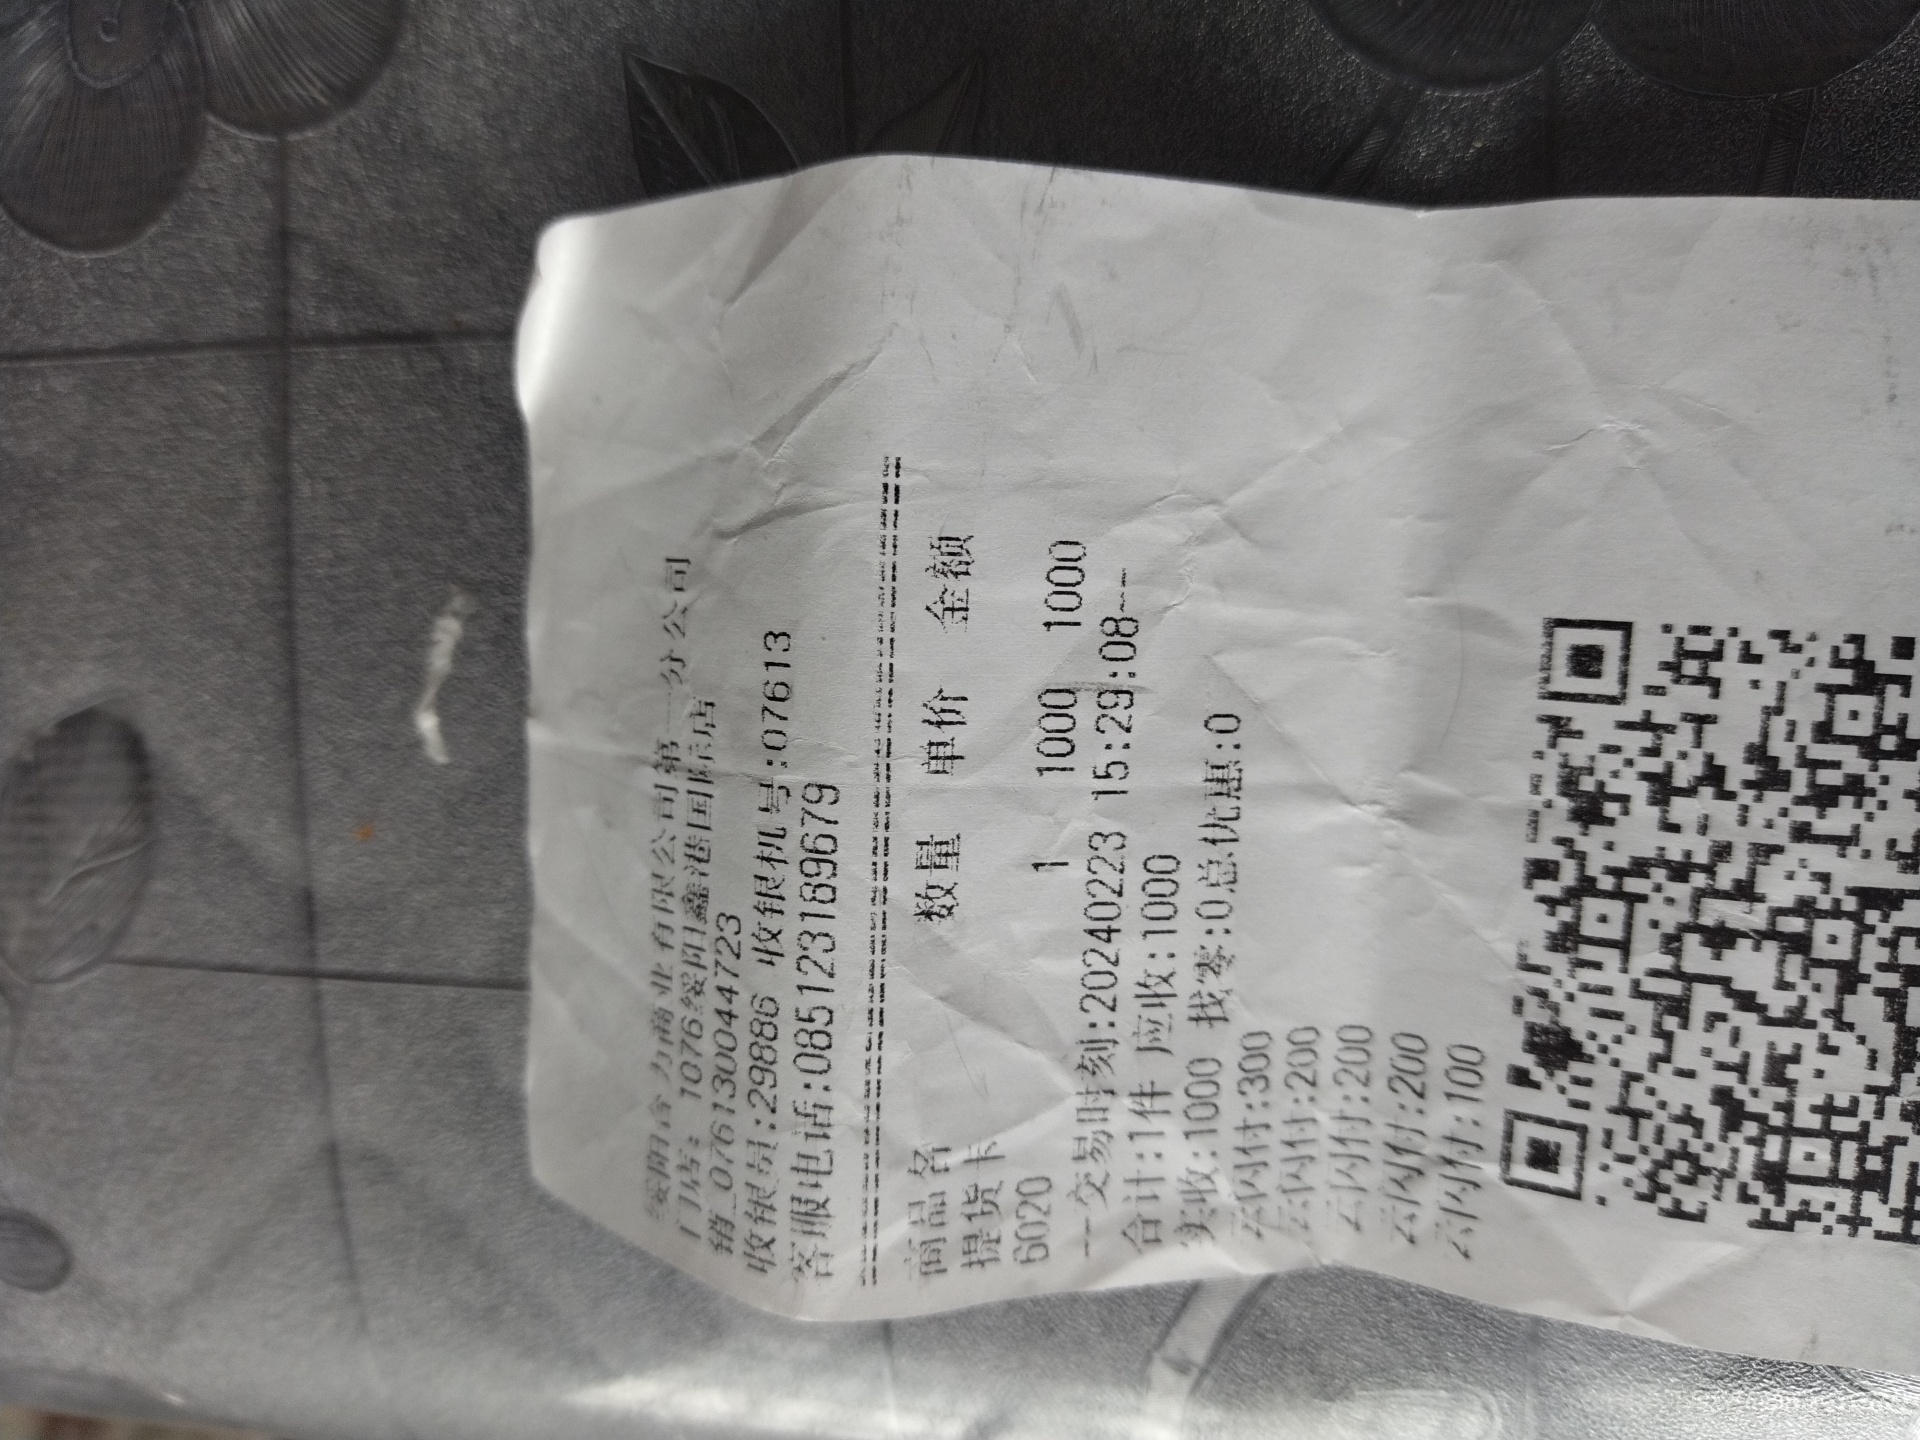 绥阳合力商业有限公司第一分公司
门店: 1076绥阳鑫港国际店
销_076130044723
收银员:29886 收银机号:07613
客服电话:085123189679
商品名 数量 单价 金额
提货卡
6020 1 1000 1000
--交易时刻:20240223 15:29:08--
合计:1件 应收:1000
实收:1000 找零:0总优惠:0
云闪付:300
云闪付:200
云闪付:200
云闪付:200
云闪付:100